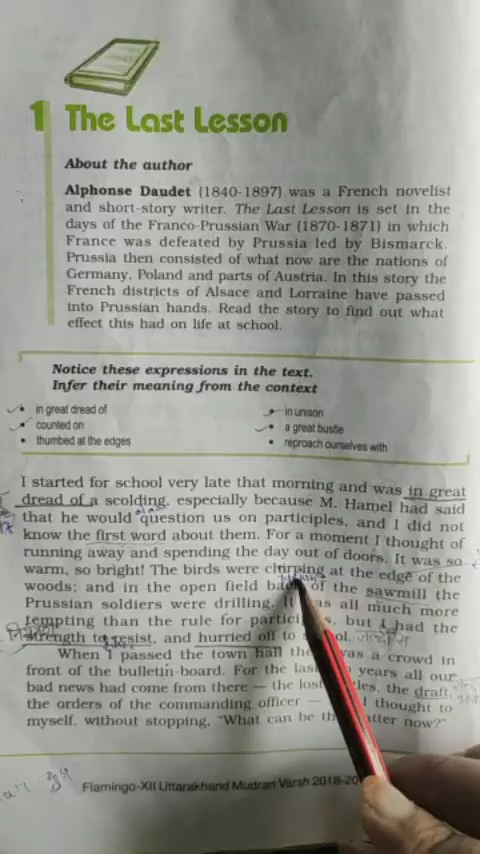 1 The Last Lesson
About the author
Alphonse Daudet (1840-1897) was a French novelist
and short-story writer. The Last Lesson is set in the
days of the Franco-Prussian War (1870-1871) in which
France was defeated by Prussia led by Bismarck.
Prussia then consisted of what now are the nations of
Germany, Poland and parts of Austria. In this story the
French districts of Alsace and Lorraine have passed
into Prussian hands. Read the story to find out what
effect this had on life at school.
Notice these expressions in the text.
Infer their meaning from the context
• in great dread of
• counted on
• thumbed at the edges
• in unison
• a great bustle
• reproach ourselves with
I started for school very late that morning and was in great
dread of a scolding, especially because M. Hamel had said
that he would question us on participles, and I did not
know the first word about them. For a moment I thought of
running away and spending the day out of doors. It was so
warm, so bright! The birds were chirping at the edge of the
woods; and in the open field back of the sawmill the
Prussian soldiers were drilling. It was all much more
tempting than the rule for but I had the
strength to resist, and hurried off to
When I passed the town hall was a crowd in
front of the bulletin-board. For the years all our
bad news had come from there — the lost the draft,
the orders of the commanding officer — thought to
myself, without stopping, “What can be now?”
Flamingo-XII Uttarakhand Mudran Varsh 2018-